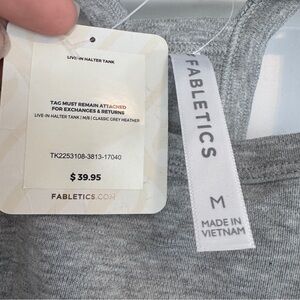 LIVE-IN HALTER TANK
TAG MUST REMAIN ATTACHED
FOR EXCHANGES & RETURNS
LIVE-IN HALTER TANK / M/8 / CLASSIC GREY HEATHER
TK2253108-3813-17040
$ 39.95
FABLETICS.COM
FABLETICS
M
MADE IN
VIETNAM